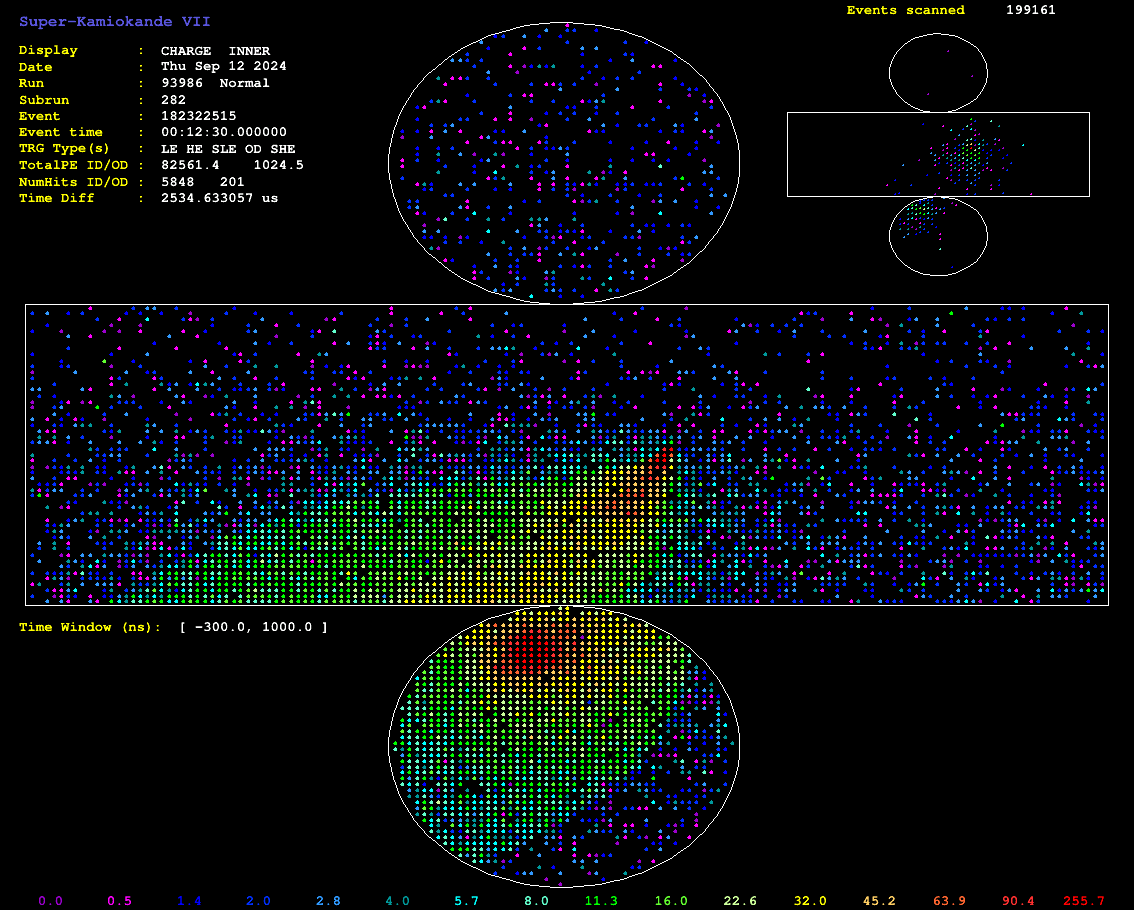 Super-Kamiokande VII
Events scanned 199161
Display : CHARGE INNER
Date : Thu Sep 12 2024
Run : 93986 Normal
Subrun : 282
Event : 182322515
Event time : 00:12:30.000000
TRG Type(s) : LE HE SLE OD SHE
TotalPE ID/OD : 82561.4 1024.5
NumHits ID/OD : 5848 201
Time Diff : 2534.633057 us
Time Window (ns): [ -300.0, 1000.0 ]
0.0 0.5 1.4 2.0 2.8 4.0 5.7 8.0 11.3 16.0 22.6 32.0 45.2 63.9 90.4 255.7